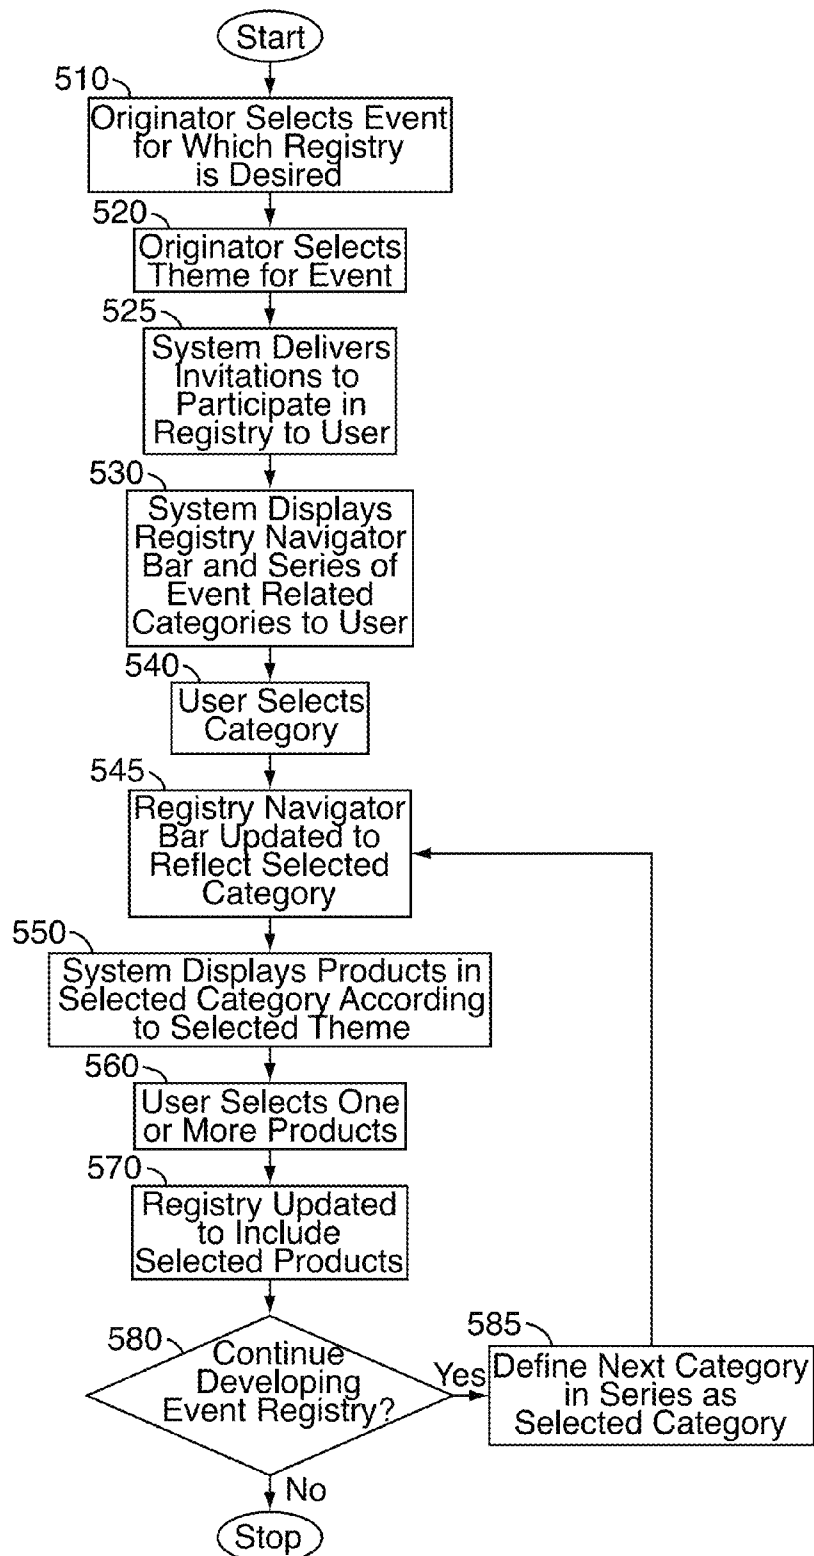 Start
510
Originator Selects Event
for Which Registry
is Desired
520
Originator Selects
Theme for Event
525
System Delivers
Invitations to
Participate in
Registry to User
530
System Displays
Registry Navigator
Bar and Series of
Event Related
Categories to User
540
User Selects
Category
545
Registry Navigator
Bar Updated to
Reflect Selected
Category
550
System Displays Products in
Selected Category According
to Selected Theme
560
User Selects One
or More Products
570
Registry Updated
to Include
Selected Products
580
Continue
Developing
Event Registry?
Yes
585
Define Next Category
in Series as
Selected Category
No
Stop